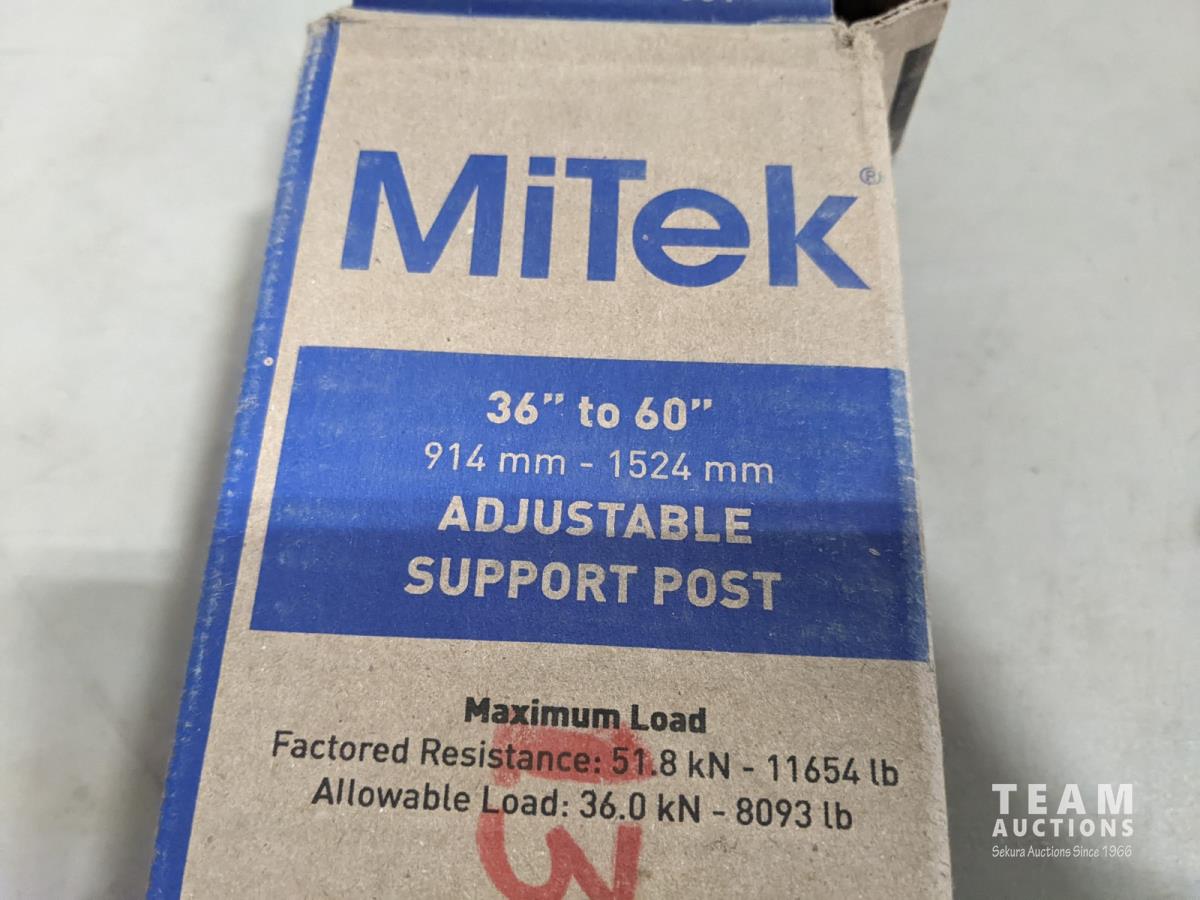 MiTek®
36” to 60”
914 mm - 1524 mm
ADJUSTABLE
SUPPORT POST
Maximum Load
Factored Resistance: 51.8 kN - 11654 lb
Allowable Load: 36.0 kN - 8093 lb
TEAM
AUCTIONS
Sekura Auctions Since 1966